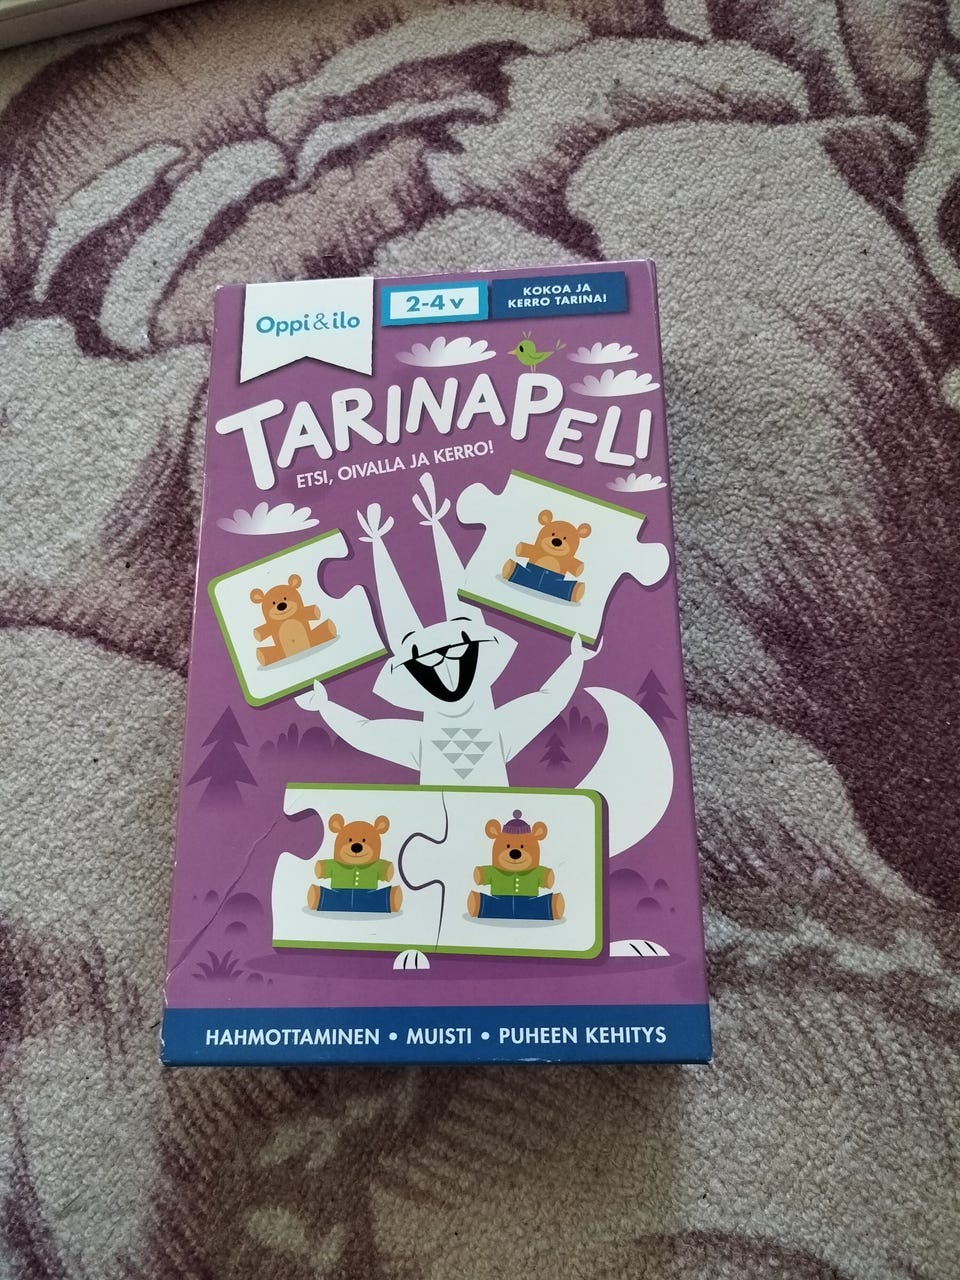 Oppi&ilo
2-4 v
KOKOA JA
KERRO TARINA!
TARINAPELI
ETSI, OIVALLA JA KERRO!
HAHMOTTAMINEN • MUISTI • PUHEEN KEHITYS